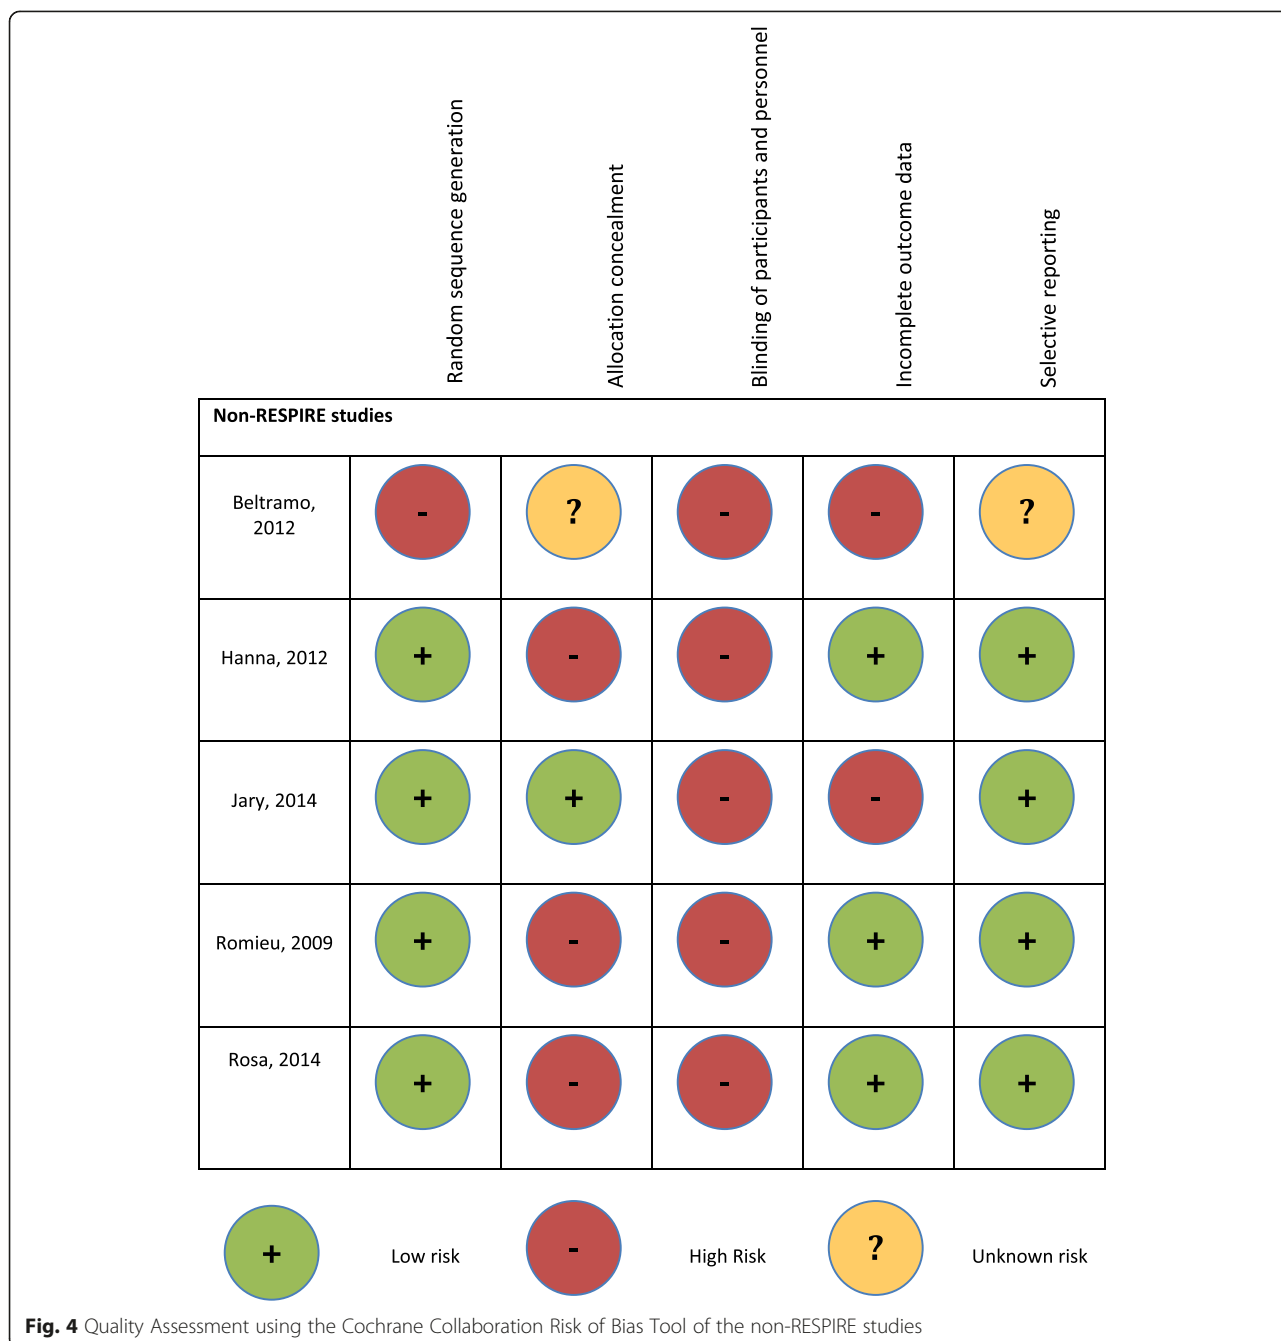 Random sequence generation
Allocation concealment
Blinding of participants and personnel
Incomplete outcome data
Selective reporting
Non-RESPIRE studies
Beltramo,
2012
-
?
-
-
?
Hanna, 2012
+
-
-
+
+
Jary, 2014
+
+
-
-
+
Romieu, 2009
+
-
-
+
+
Rosa, 2014
+
-
-
+
+
+
Low risk
-
High Risk
?
Unknown risk
Fig. 4 Quality Assessment using the Cochrane Collaboration Risk of Bias Tool of the non-RESPIRE studies